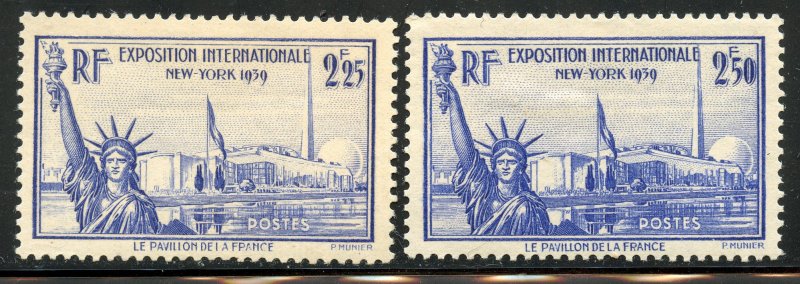 RF EXPOSITION INTERNATIONALE 2F25
NEW-YORK 1939
POSTES
LE PAVILLON DE LA FRANCE P. MUNIER
RF EXPOSITION INTERNATIONALE 2F50
NEW-YORK 1939
POSTES
LE PAVILLON DE LA FRANCE P. MUNIER